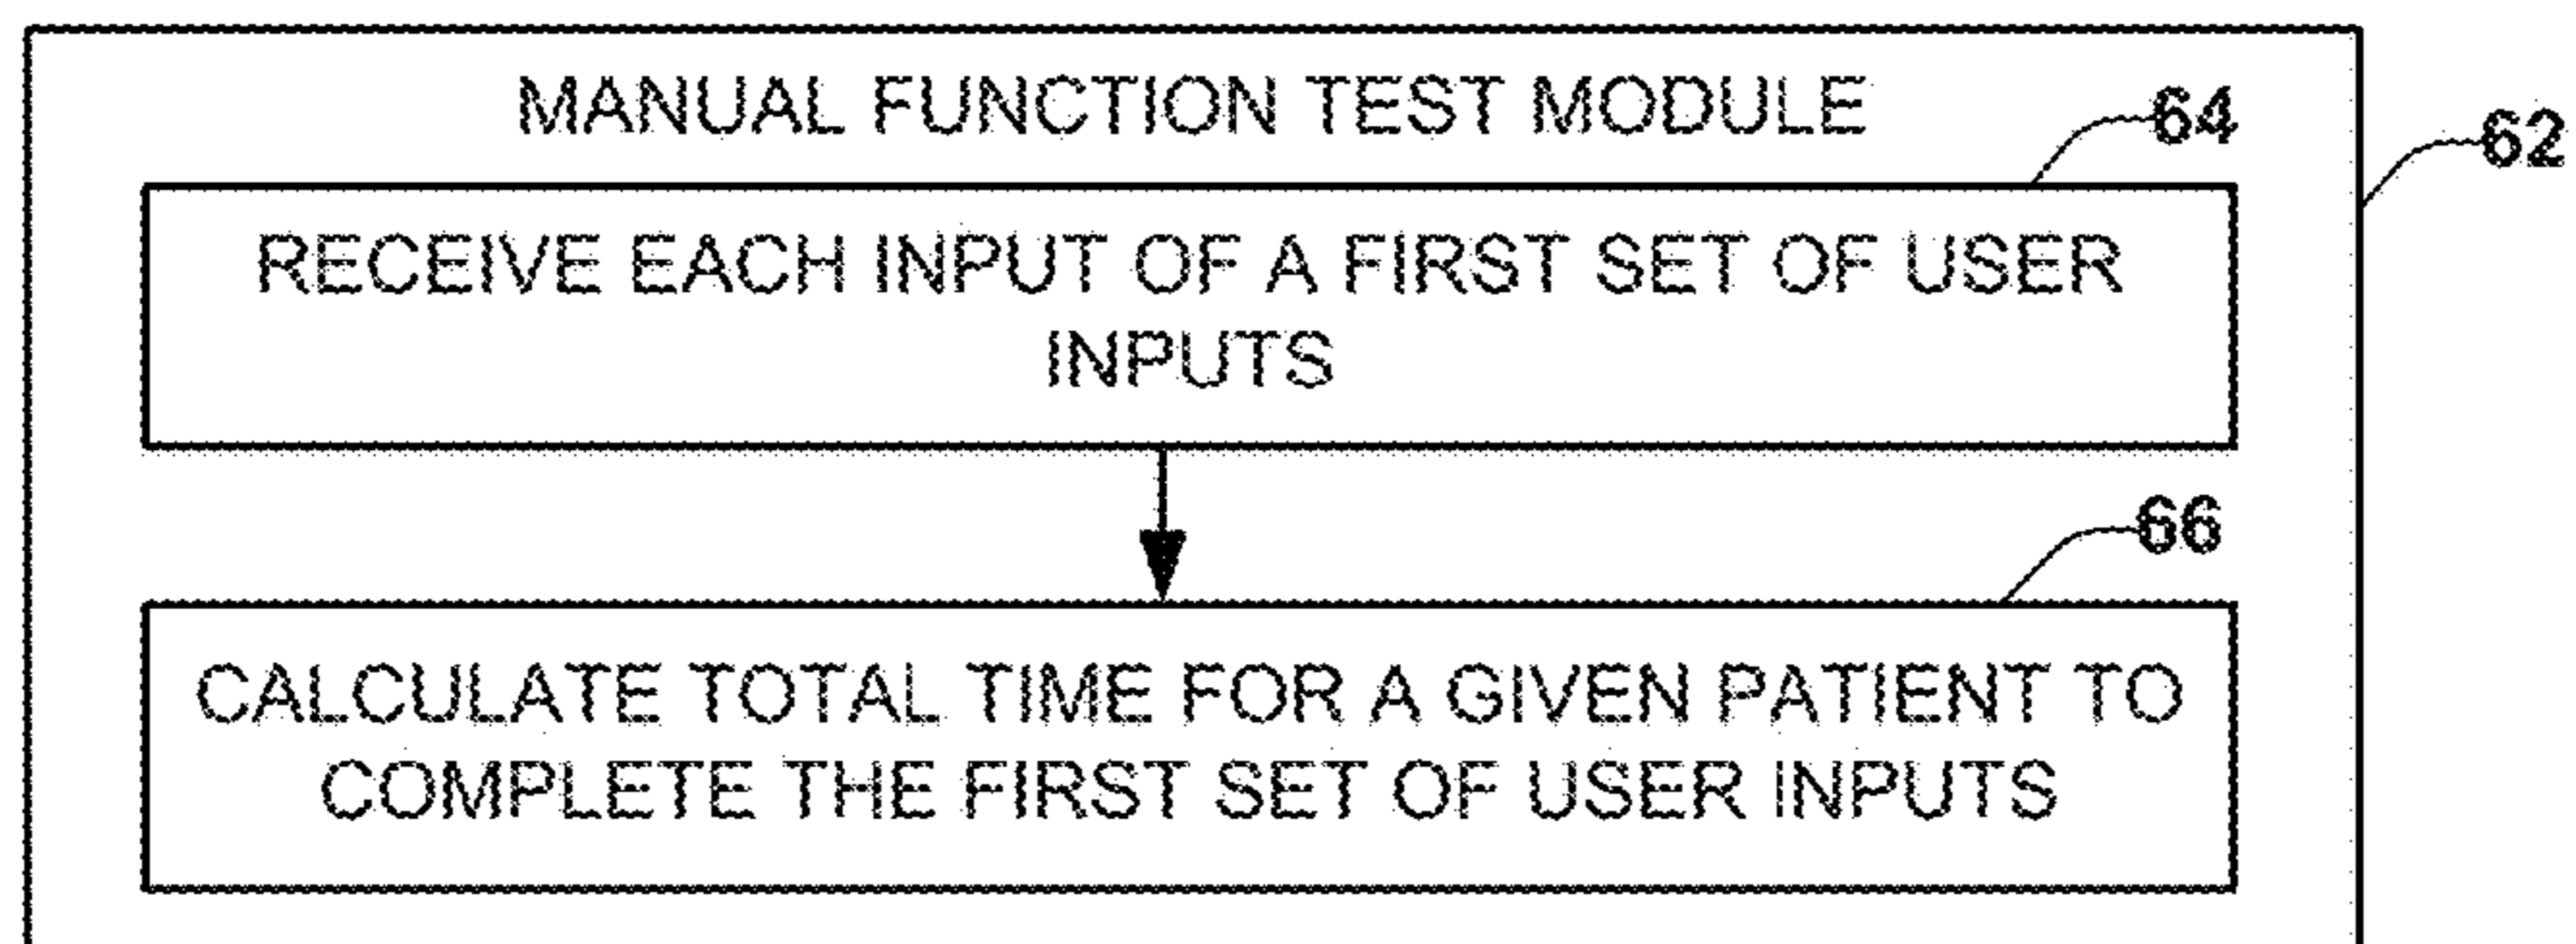 MANUAL FUNCTION TEST MODULE
64
62
RECEIVE EACH INPUT OF A FIRST SET OF USER
INPUTS
66
CALCULATE TOTAL TIME FOR A GIVEN PATIENT TO
COMPLETE THE FIRST SET OF USER INPUTS